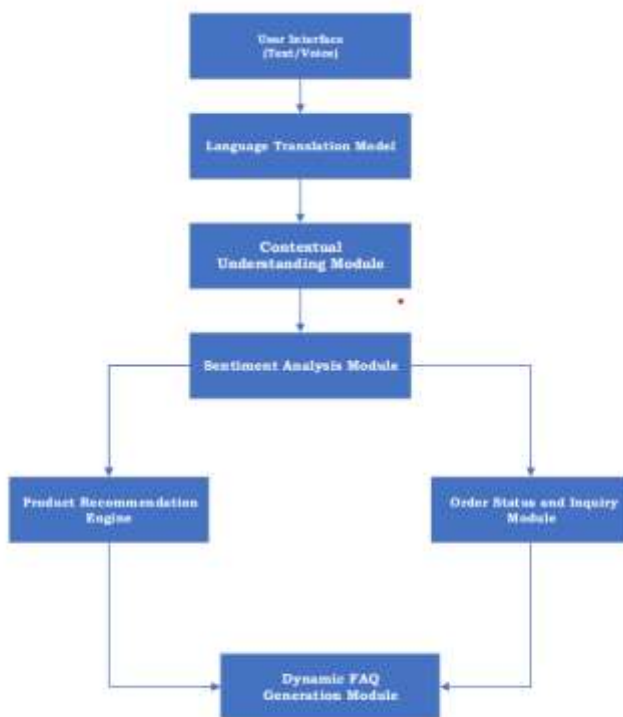 User Interface
(Text/Voice)
Language Translation Model
Contextual
Understanding Module
Sentiment Analysis Module
Product Recommendation
Engine
Order Status and Inquiry
Module
Dynamic FAQ
Generation Module